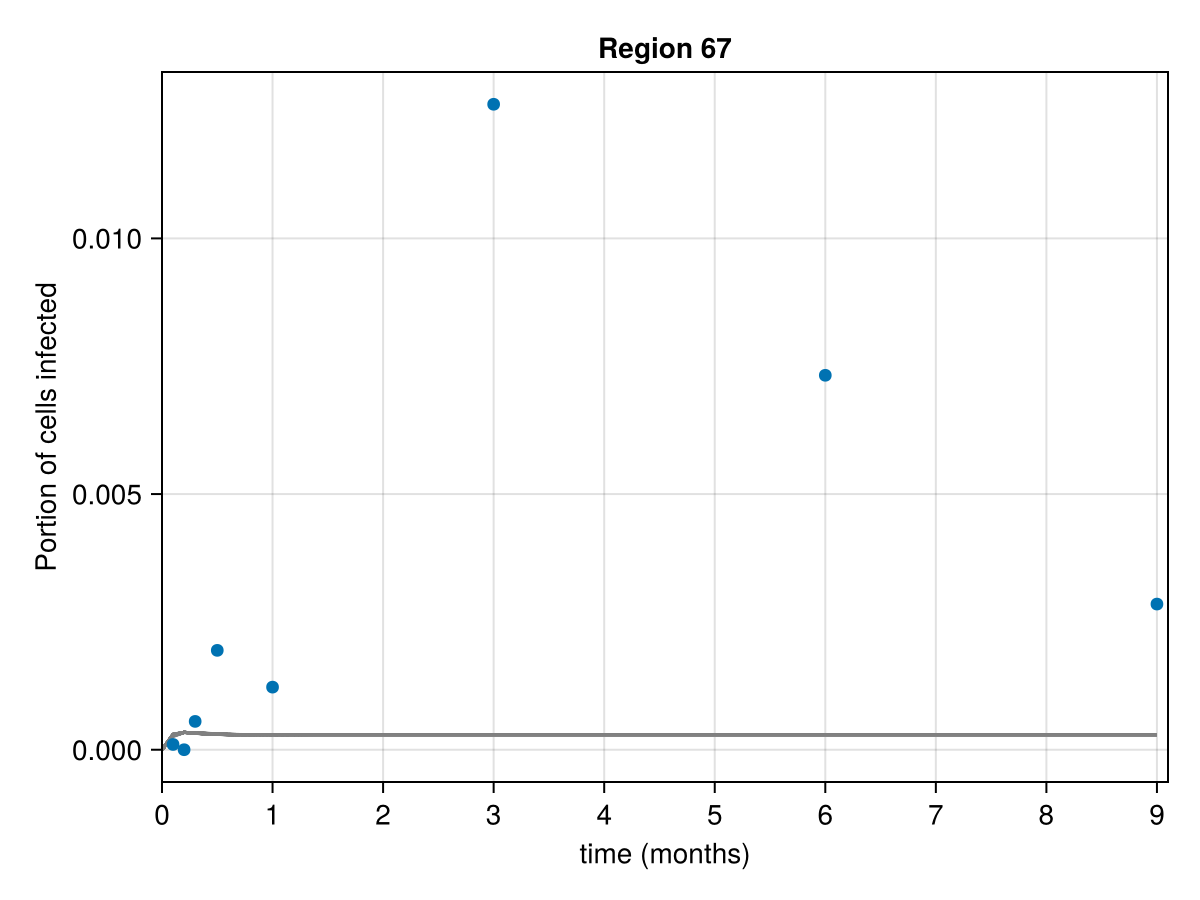 Region 67
Portion of cells infected
0.010
0.005
0.000
0 1 2 3 4 5 6 7 8 9
time (months)